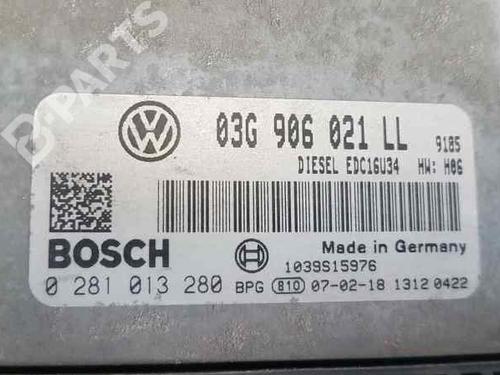 03G 906 021 LL 9185
DIESEL EDC16U34 HW: H06
BOSCH
Made in Germany
1039S15976
0 281 013 280 BPG 810 07-02-18 1312 0422